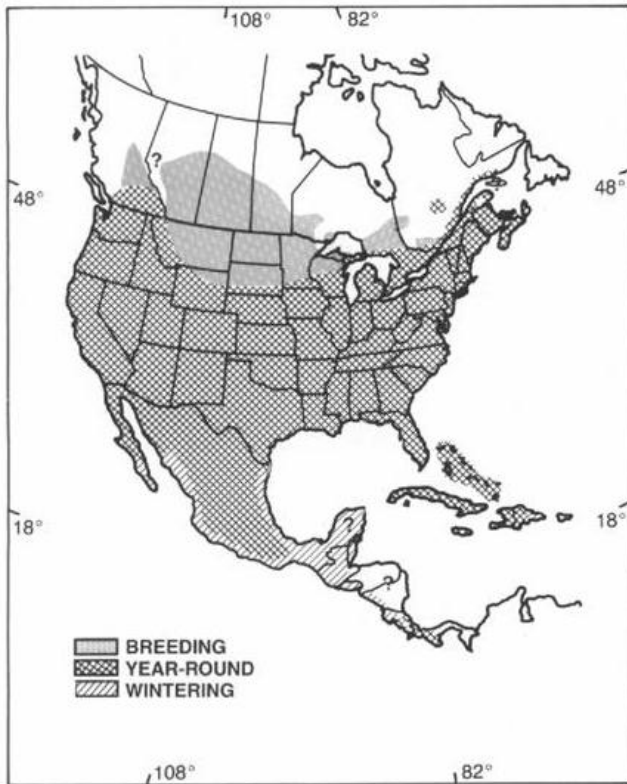 108° 82°
?
48° 48°
?
18° 18°
?
BREEDING
YEAR-ROUND
WINTERING
108° 82°